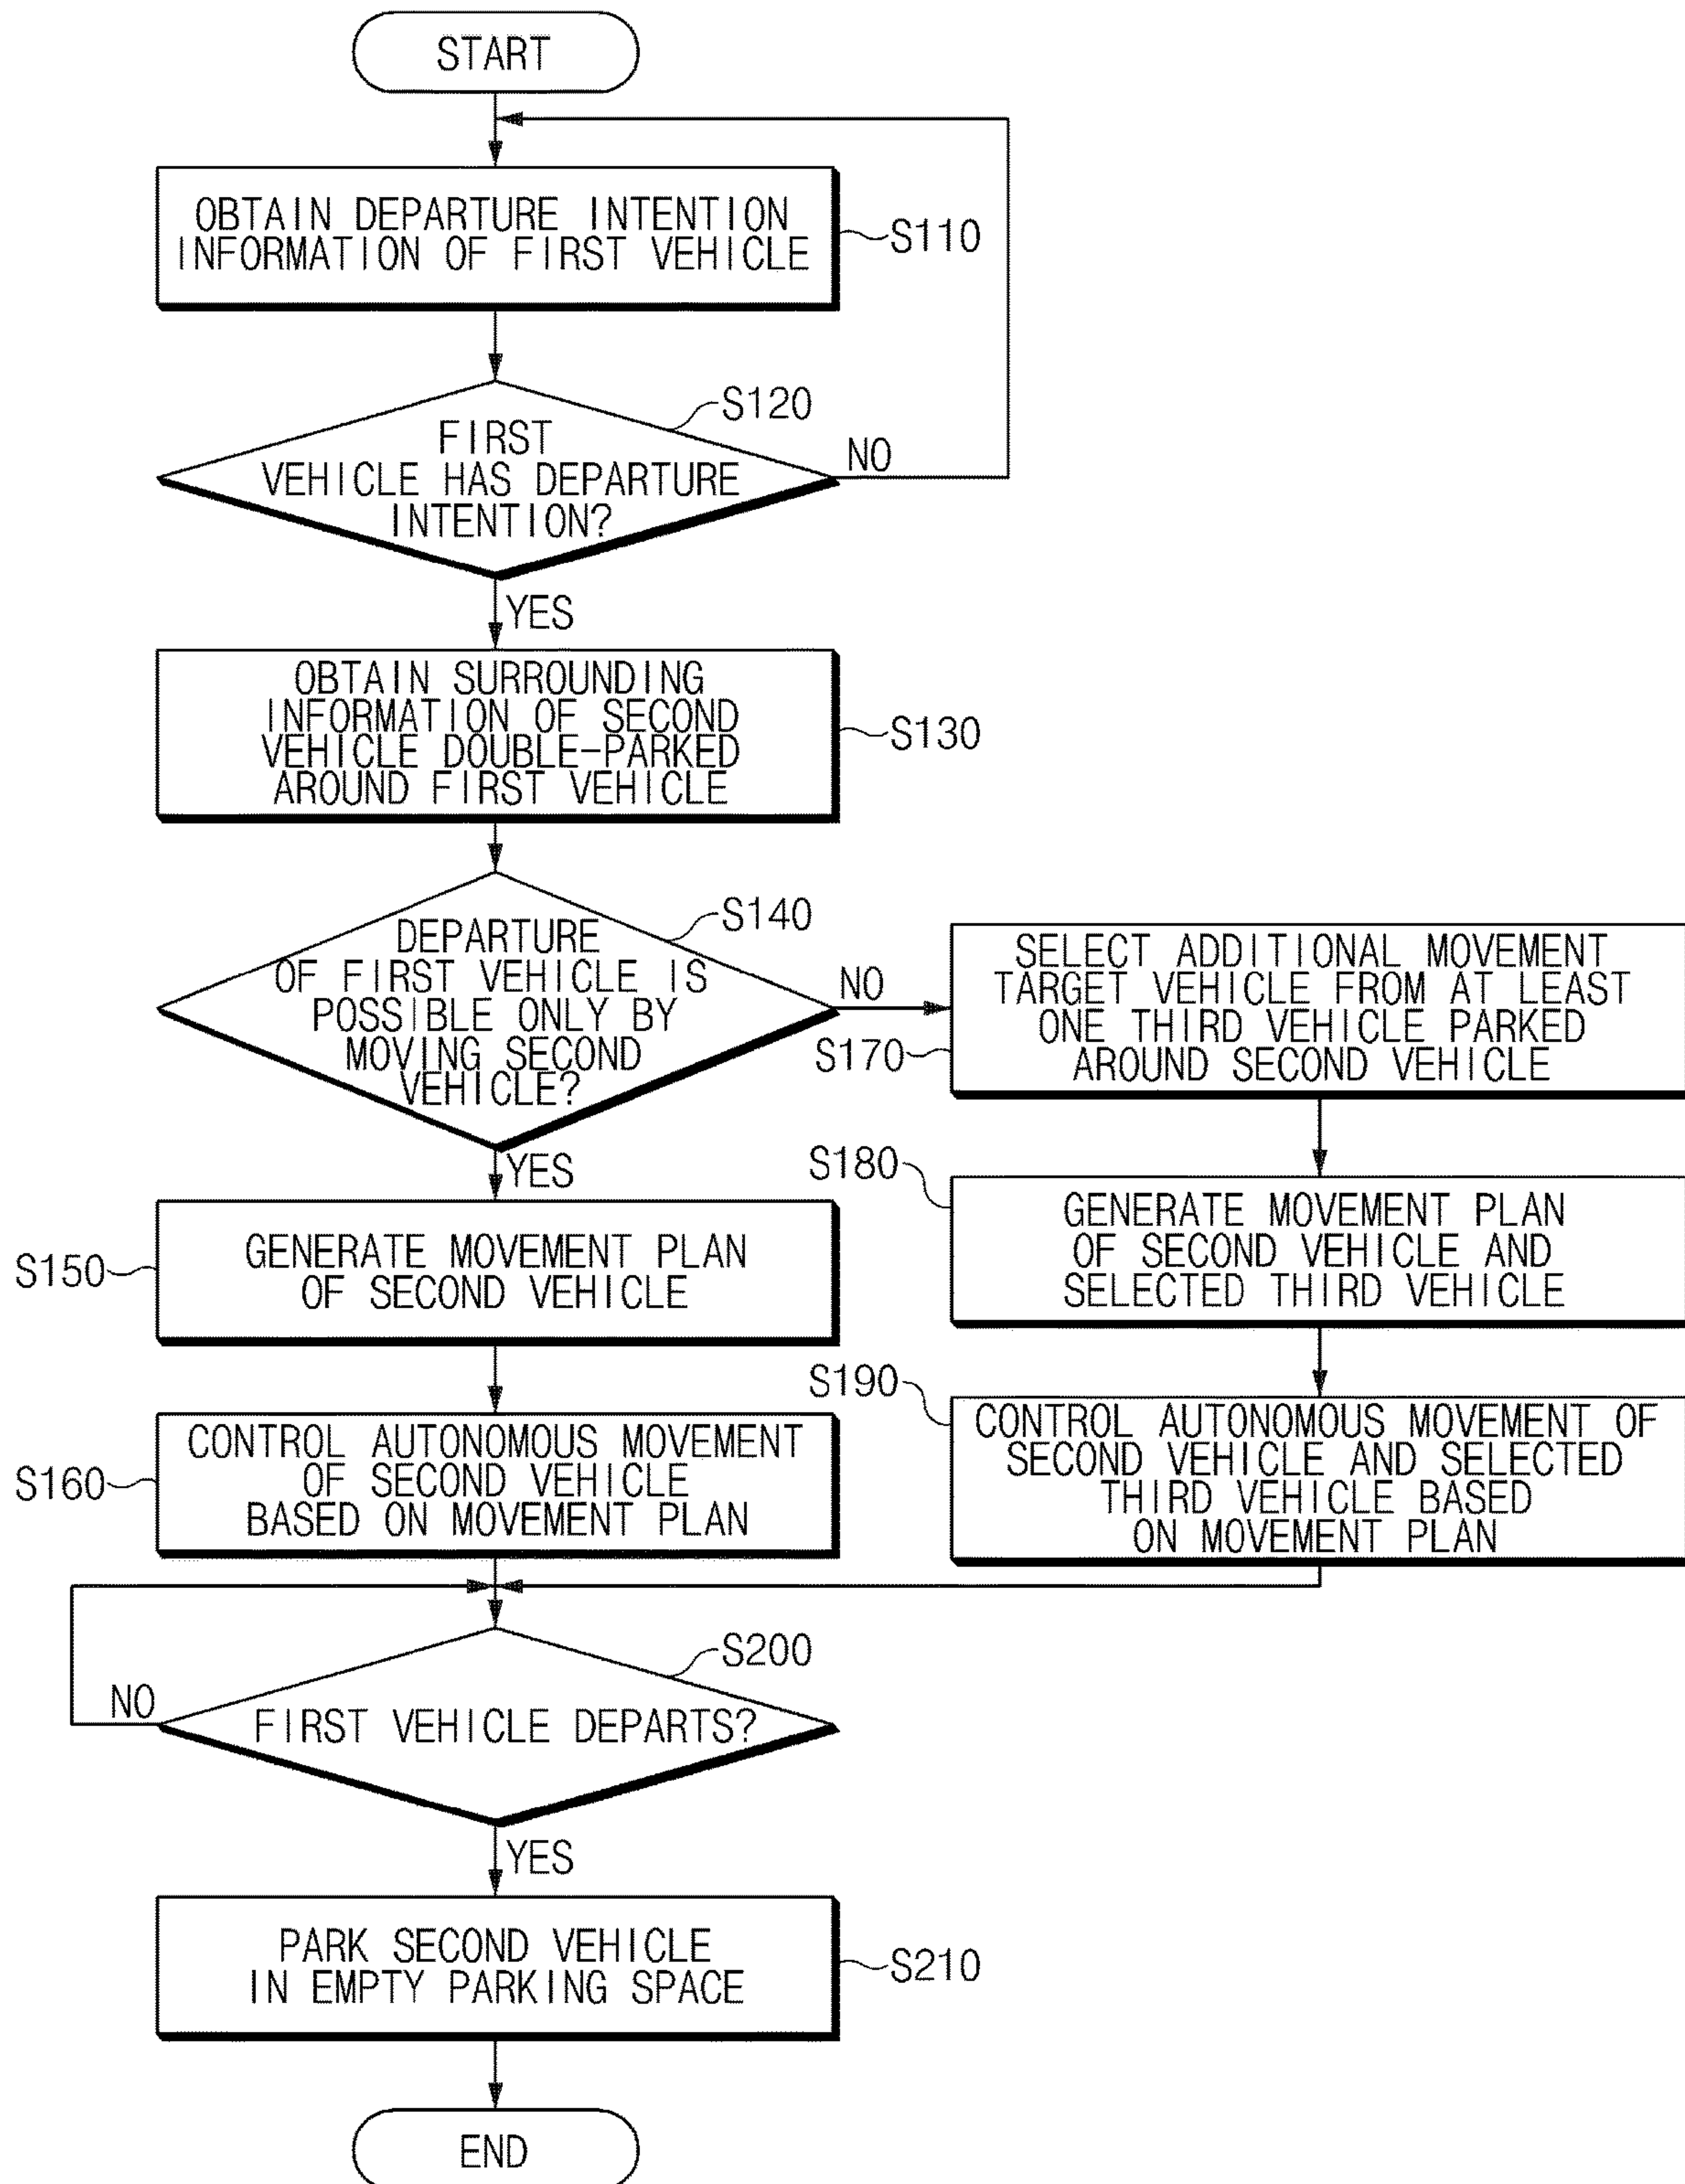 START
OBTAIN DEPARTURE INTENTION
INFORMATION OF FIRST VEHICLE
S110
S120
FIRST
VEHICLE HAS DEPARTURE
INTENTION?
NO
YES
OBTAIN SURROUNDING
INFORMATION OF SECOND
VEHICLE DOUBLE-PARKED
AROUND FIRST VEHICLE
S130
S140
DEPARTURE
OF FIRST VEHICLE IS
POSSIBLE ONLY BY
MOVING SECOND
VEHICLE?
NO
YES
SELECT ADDITIONAL MOVEMENT
TARGET VEHICLE FROM AT LEAST
ONE THIRD VEHICLE PARKED
AROUND SECOND VEHICLE
S170
S150
GENERATE MOVEMENT PLAN
OF SECOND VEHICLE
S180
GENERATE MOVEMENT PLAN
OF SECOND VEHICLE AND
SELECTED THIRD VEHICLE
S160
CONTROL AUTONOMOUS MOVEMENT
OF SECOND VEHICLE
BASED ON MOVEMENT PLAN
S190
CONTROL AUTONOMOUS MOVEMENT OF
SECOND VEHICLE AND SELECTED
THIRD VEHICLE BASED
ON MOVEMENT PLAN
S200
NO
FIRST VEHICLE DEPARTS?
YES
PARK SECOND VEHICLE
IN EMPTY PARKING SPACE
S210
END